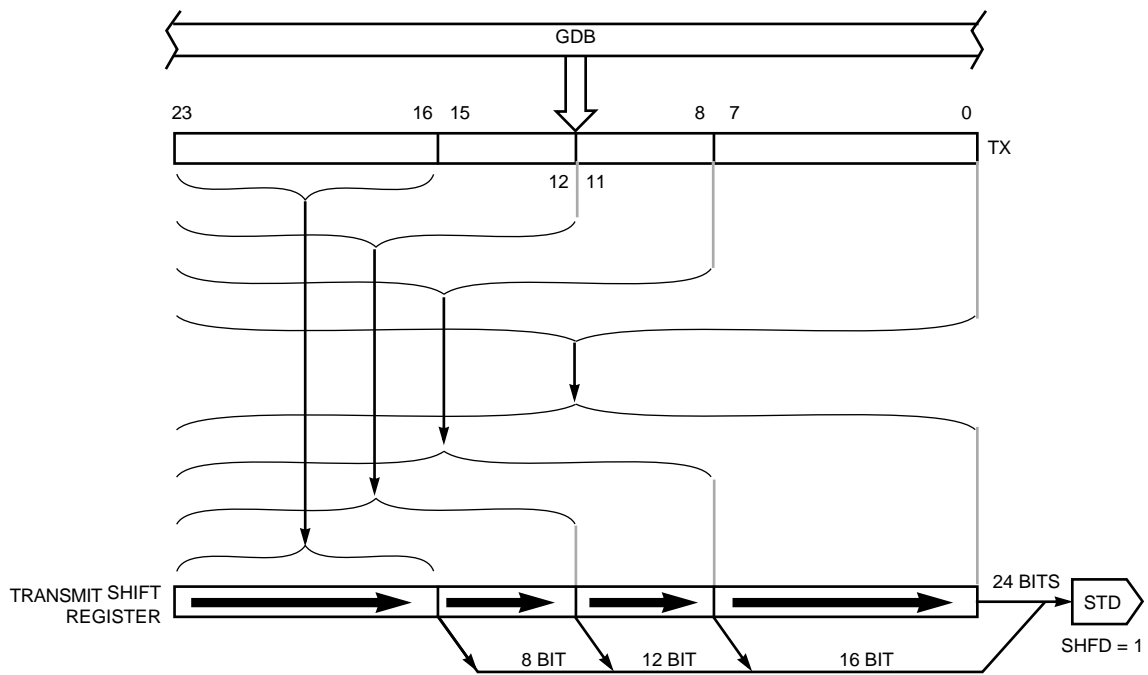 GDB
23 16 15 8 7 0
TX
12 11
TRANSMIT SHIFT
REGISTER
24 BITS
STD
SHFD = 1
8 BIT 12 BIT 16 BIT